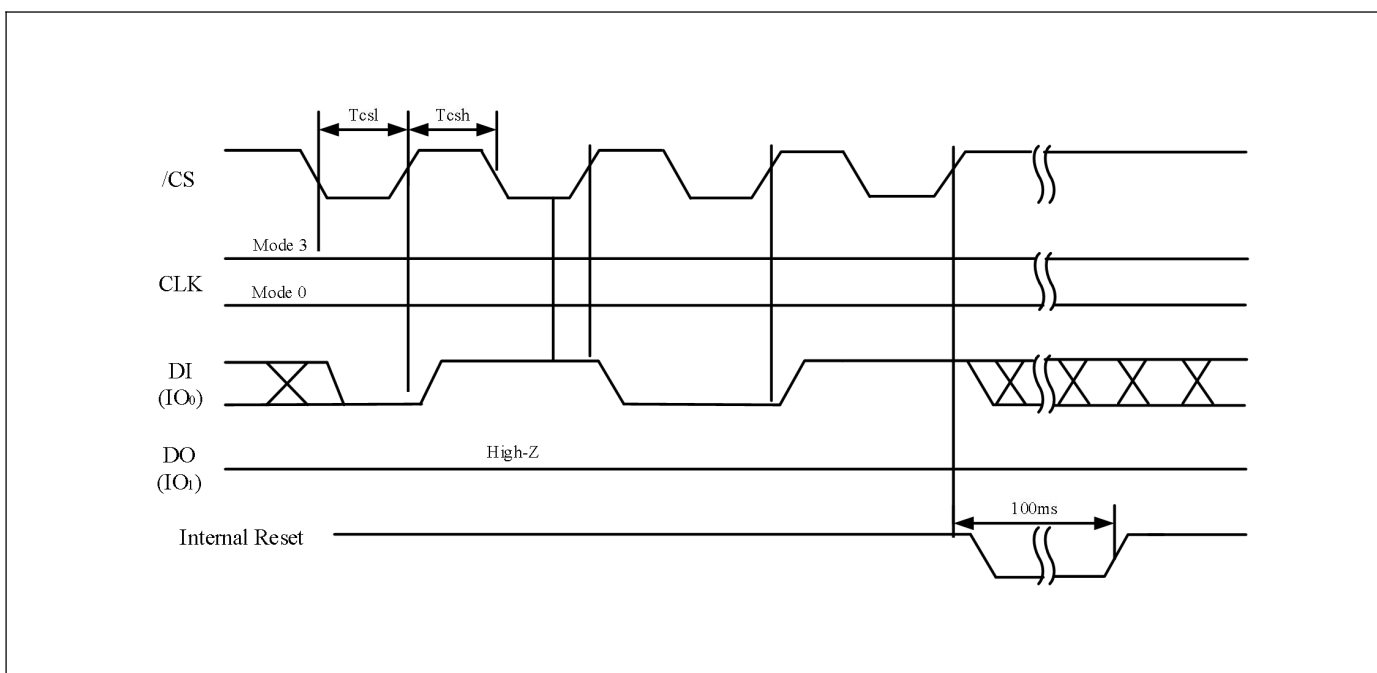 Tcsl Tcsh
/CS
Mode 3
CLK
Mode 0
DI
(IO₀)
DO
High-Z
(IO₁)
100ms
Internal Reset